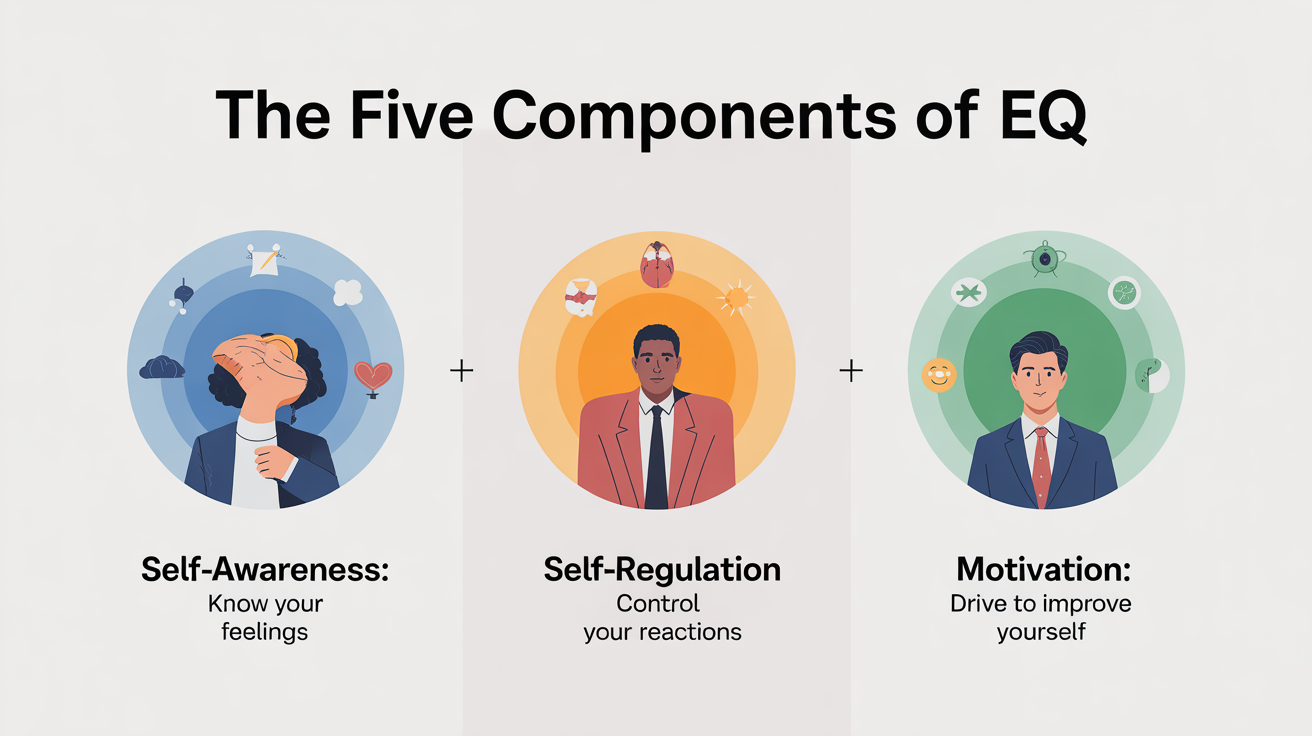 The Five Components of EQ
+
+
Self-Awareness:
Know your
feelings
Self-Regulation
Control
your reactions
Motivation:
Drive to improve
yourself